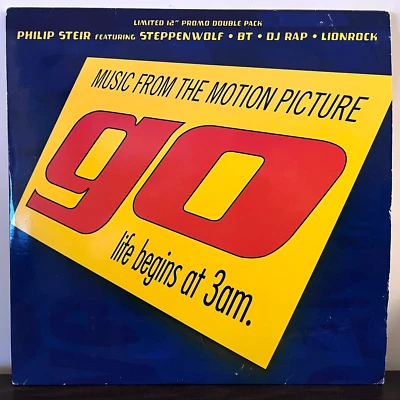 LIMITED 12" PROMO DOUBLE PACK
PHILIP STEIR FEATURING STEPPENWOLF • BT • DJ RAP • LIONROCK
MUSIC FROM THE MOTION PICTURE
go
life begins at 3am.